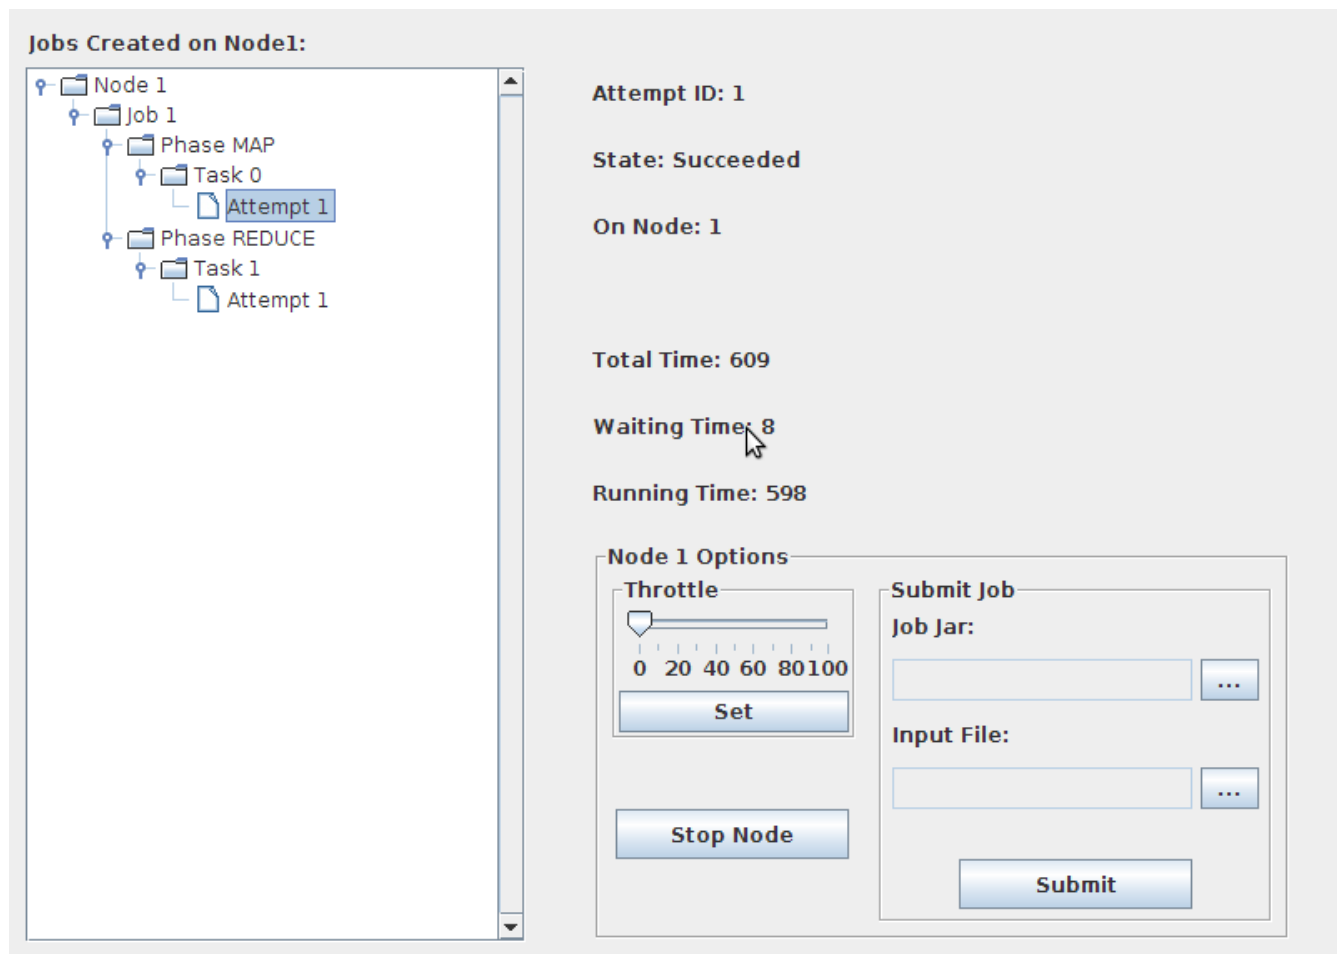 Jobs Created on Node1:
Node 1
Job 1
Phase MAP
Task 0
Attempt 1
Phase REDUCE
Task 1
Attempt 1
Attempt ID: 1
State: Succeeded
On Node: 1
Total Time: 609
Waiting Time: 8
Running Time: 598
Node 1 Options
Throttle
0 20 40 60 80 100
Set
Stop Node
Submit Job
Job Jar:
...
Input File:
...
Submit